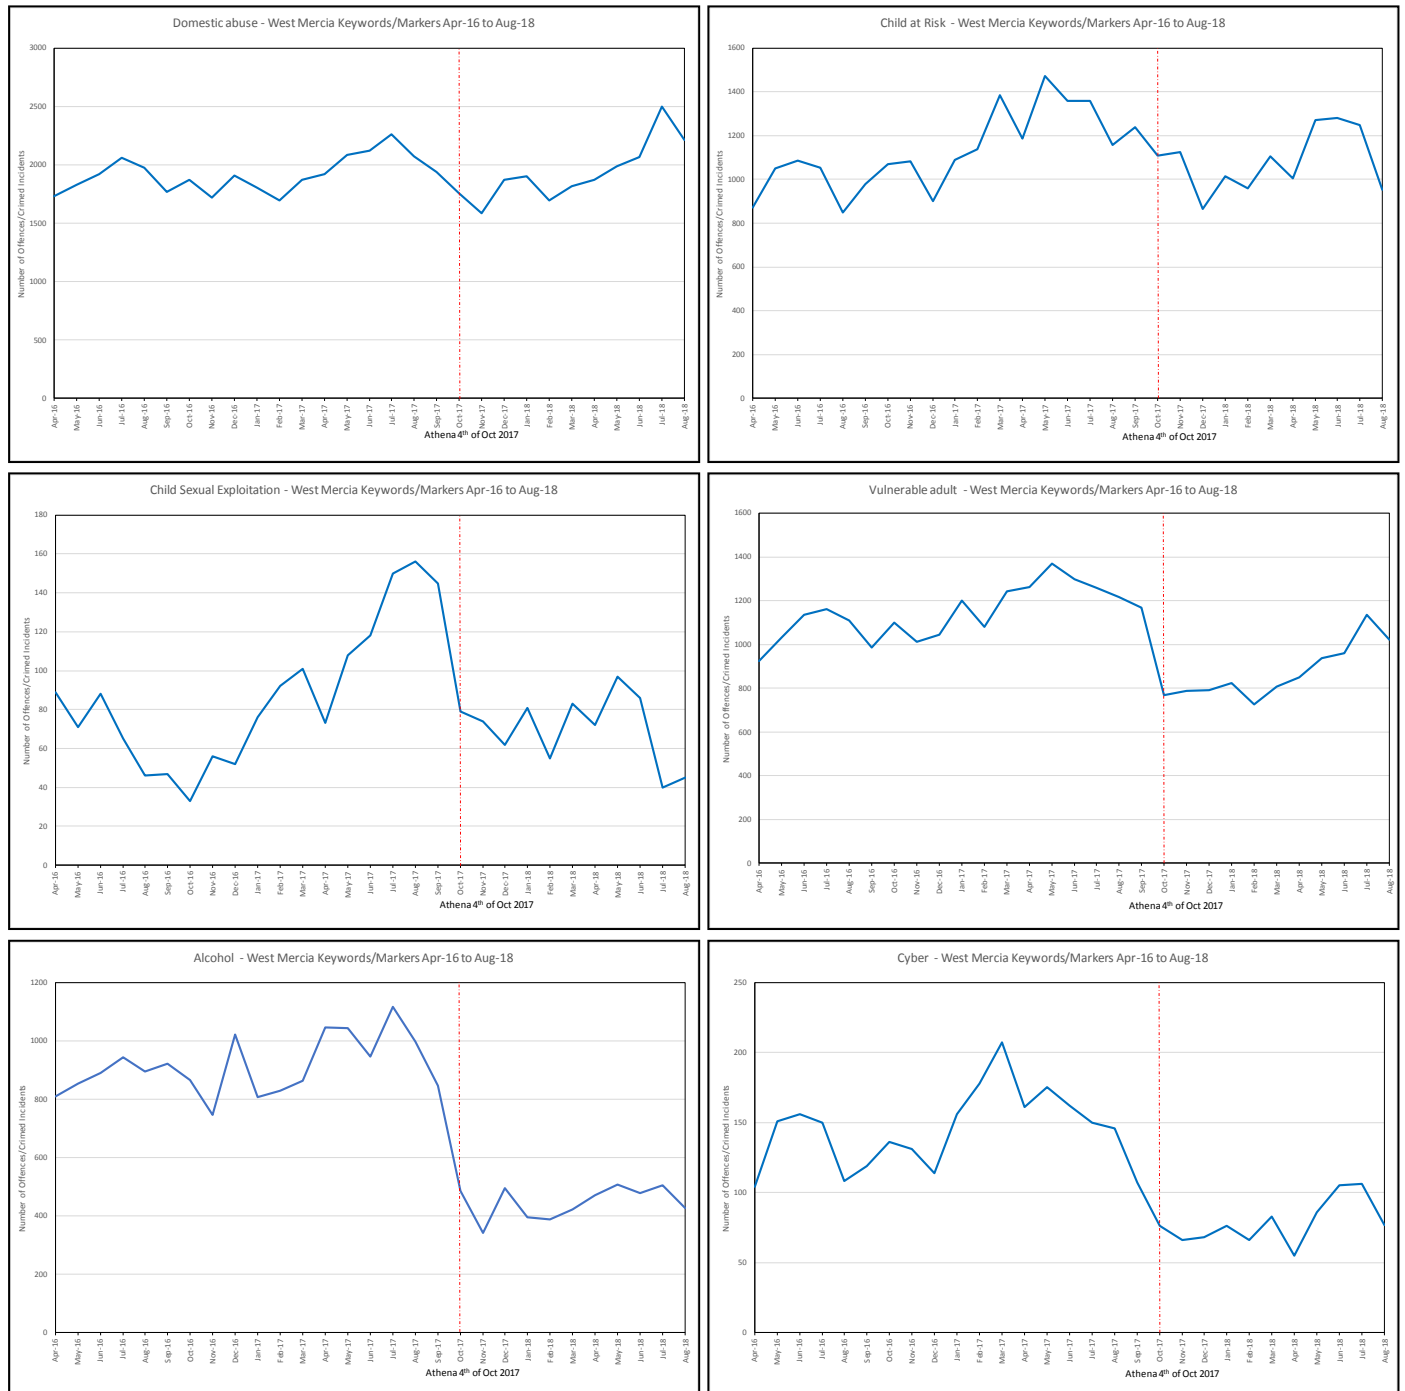 Domestic abuse - West Mercia Keywords/Markers Apr-16 to Aug-18
Number of Offences/Crimed Incidents
3000
2500
2000
1500
1000
500
0
Apr-16 May-16 Jun-16 Jul-16 Aug-16 Sep-16 Oct-16 Nov-16 Dec-16 Jan-17 Feb-17 Mar-17 Apr-17 May-17 Jun-17 Jul-17 Aug-17 Sep-17 Oct-17 Nov-17 Dec-17 Jan-18 Feb-18 Mar-18 Apr-18 May-18 Jun-18 Jul-18 Aug-18
Athena 4th of Oct 2017
Child at Risk - West Mercia Keywords/Markers Apr-16 to Aug-18
Number of Offences/Crimed Incidents
1600
1400
1200
1000
800
600
400
200
0
Apr-16 May-16 Jun-16 Jul-16 Aug-16 Sep-16 Oct-16 Nov-16 Dec-16 Jan-17 Feb-17 Mar-17 Apr-17 May-17 Jun-17 Jul-17 Aug-17 Sep-17 Oct-17 Nov-17 Dec-17 Jan-18 Feb-18 Mar-18 Apr-18 May-18 Jun-18 Jul-18 Aug-18
Athena 4th of Oct 2017
Child Sexual Exploitation - West Mercia Keywords/Markers Apr-16 to Aug-18
Number of Offences/Crimed Incidents
180
160
140
120
100
80
60
40
20
0
Apr-16 May-16 Jun-16 Jul-16 Aug-16 Sep-16 Oct-16 Nov-16 Dec-16 Jan-17 Feb-17 Mar-17 Apr-17 May-17 Jun-17 Jul-17 Aug-17 Sep-17 Oct-17 Nov-17 Dec-17 Jan-18 Feb-18 Mar-18 Apr-18 May-18 Jun-18 Jul-18 Aug-18
Athena 4th of Oct 2017
Vulnerable adult - West Mercia Keywords/Markers Apr-16 to Aug-18
Number of Offences/Crimed Incidents
1600
1400
1200
1000
800
600
400
200
0
Apr-16 May-16 Jun-16 Jul-16 Aug-16 Sep-16 Oct-16 Nov-16 Dec-16 Jan-17 Feb-17 Mar-17 Apr-17 May-17 Jun-17 Jul-17 Aug-17 Sep-17 Oct-17 Nov-17 Dec-17 Jan-18 Feb-18 Mar-18 Apr-18 May-18 Jun-18 Jul-18 Aug-18
Athena 4th of Oct 2017
Alcohol - West Mercia Keywords/Markers Apr-16 to Aug-18
Number of Offences/Crimed Incidents
1200
1000
800
600
400
200
0
Apr-16 May-16 Jun-16 Jul-16 Aug-16 Sep-16 Oct-16 Nov-16 Dec-16 Jan-17 Feb-17 Mar-17 Apr-17 May-17 Jun-17 Jul-17 Aug-17 Sep-17 Oct-17 Nov-17 Dec-17 Jan-18 Feb-18 Mar-18 Apr-18 May-18 Jun-18 Jul-18 Aug-18
Athena 4th of Oct 2017
Cyber - West Mercia Keywords/Markers Apr-16 to Aug-18
Number of Offences/Crimed Incidents
250
200
150
100
50
0
Apr-16 May-16 Jun-16 Jul-16 Aug-16 Sep-16 Oct-16 Nov-16 Dec-16 Jan-17 Feb-17 Mar-17 Apr-17 May-17 Jun-17 Jul-17 Aug-17 Sep-17 Oct-17 Nov-17 Dec-17 Jan-18 Feb-18 Mar-18 Apr-18 May-18 Jun-18 Jul-18 Aug-18
Athena 4th of Oct 2017